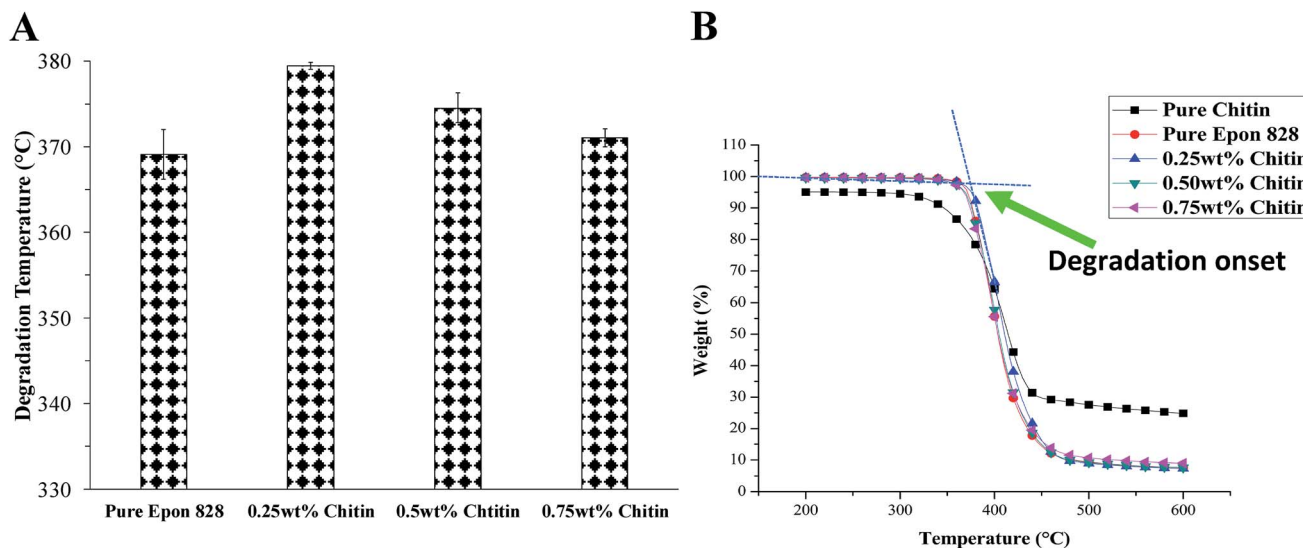 A
Degradation Temperature (°C)
380
370
360
350
340
330
Pure Epon 828
0.25wt% Chitin
0.5wt% Chtitin
0.75wt% Chitin
B
Pure Chitin
Pure Epon 828
0.25wt% Chitin
0.50wt% Chitin
0.75wt% Chitin
Degradation onset
Weight (%)
110
100
90
80
70
60
50
40
30
20
10
0
200
300
400
500
600
Temperature (°C)